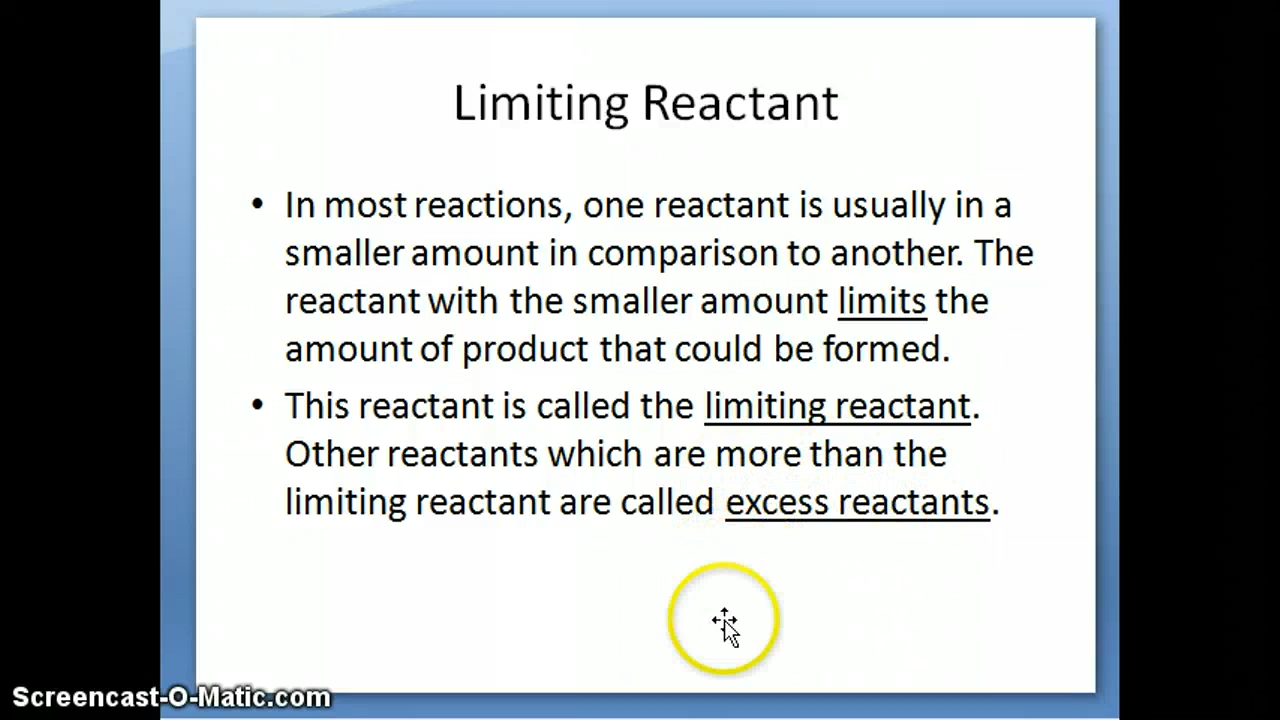 Limiting Reactant
• In most reactions, one reactant is usually in a
smaller amount in comparison to another. The
reactant with the smaller amount limits the
amount of product that could be formed.
• This reactant is called the limiting reactant.
Other reactants which are more than the
limiting reactant are called excess reactants.
Screencast-O-Matic.com